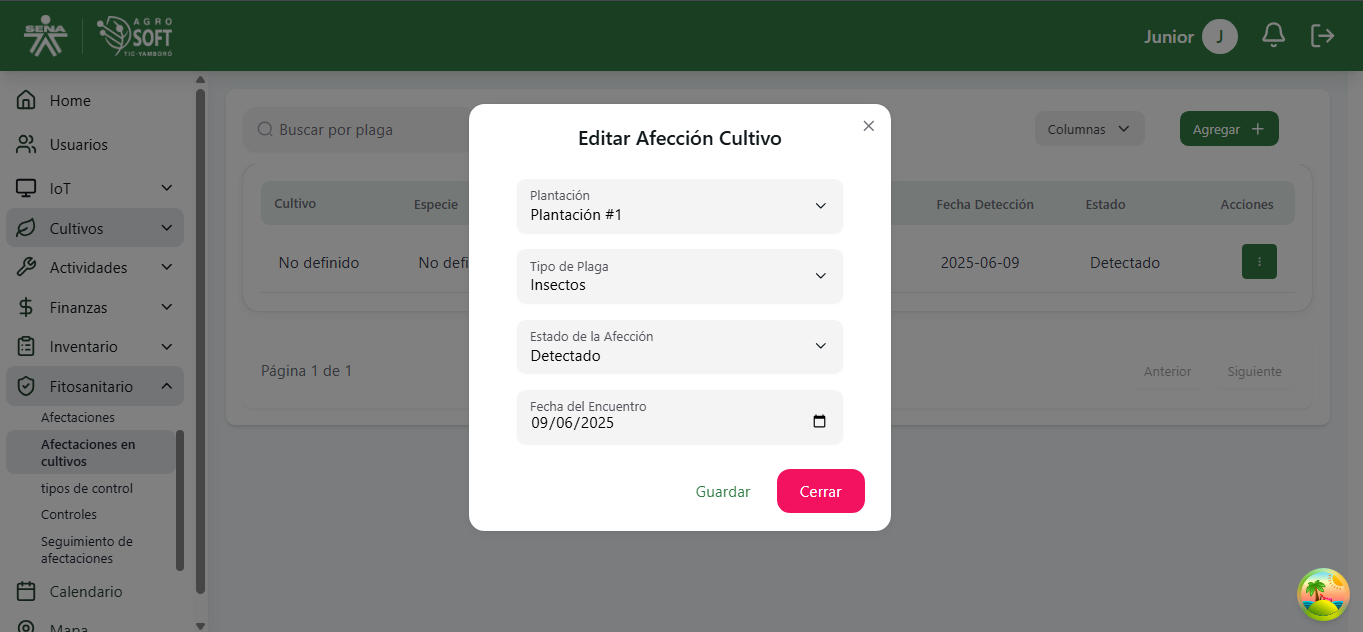 SENA
AGRO
SOFT
TIC-YAMBORÓ
Junior
J
Home
Usuarios
IoT
Cultivos
Actividades
Finanzas
Inventario
Fitosanitario
Afectaciones
Afectaciones en
cultivos
tipos de control
Controles
Seguimiento de
afectaciones
Calendario
Mapa
Buscar por plaga
Columnas
Agregar
Cultivo
Especie
Fecha Detección
Estado
Acciones
No definido
No defi
2025-06-09
Detectado
Página 1 de 1
Anterior
Siguiente
Editar Afección Cultivo
Plantación
Plantación #1
Tipo de Plaga
Insectos
Estado de la Afección
Detectado
Fecha del Encuentro
09/06/2025
Guardar
Cerrar